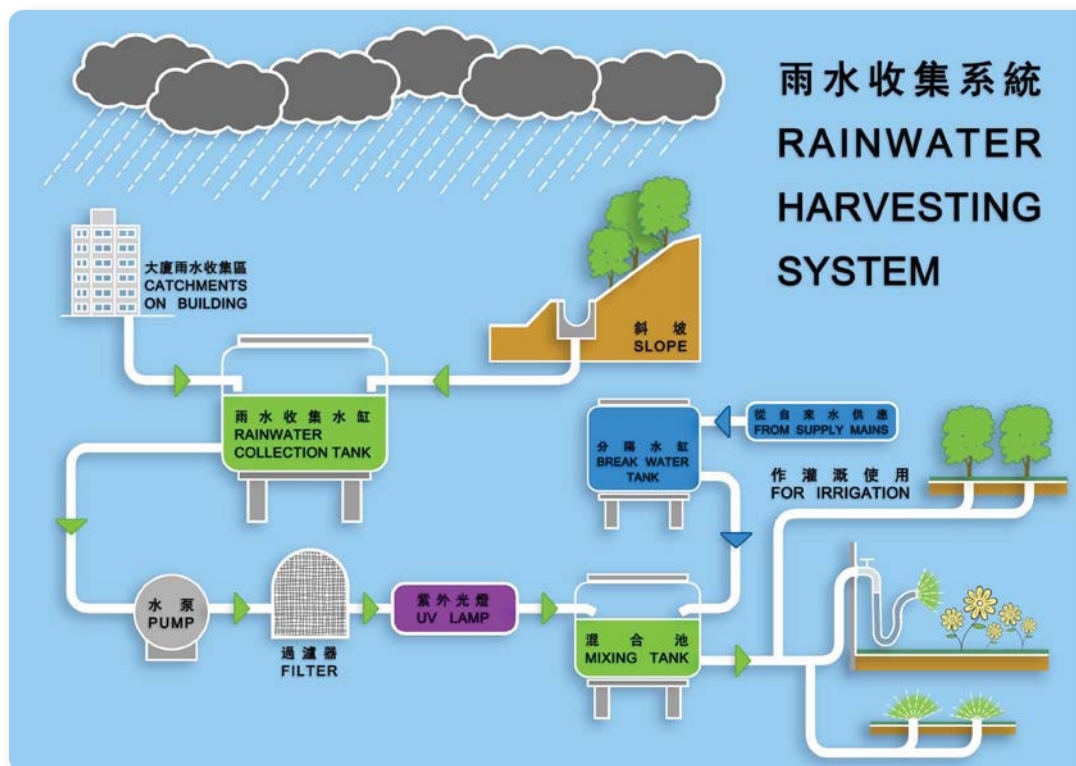 雨水收集系統
RAINWATER
HARVESTING
SYSTEM
大廈雨水收集區
CATCHMENTS
ON BUILDING
斜坡
SLOPE
雨水收集水缸
RAINWATER
COLLECTION TANK
分隔水缸
BREAK WATER
TANK
從自來水供應
FROM SUPPLY MAINS
作灌溉使用
FOR IRRIGATION
水泵
PUMP
過濾器
FILTER
紫外光燈
UV LAMP
混合池
MIXING TANK